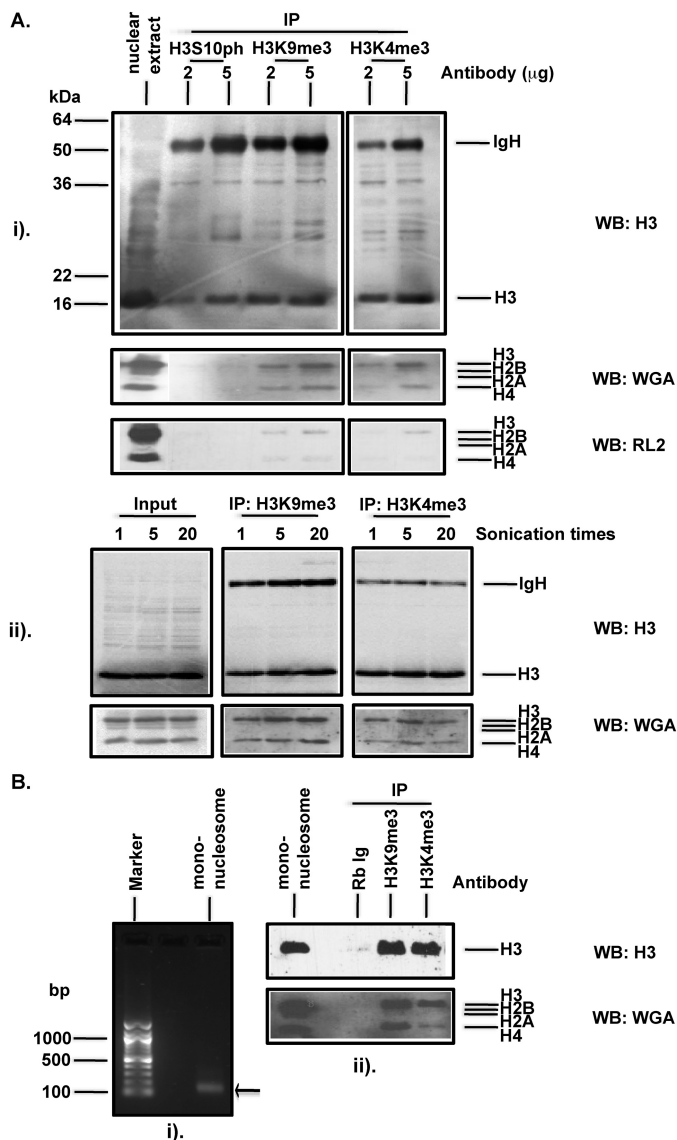 A.
IP
nuclear extract
H3S10ph H3K9me3 H3K4me3
2 5 2 5 2 5 Antibody (μg)
kDa
64
50
36
22
16
IgH
H3
i).
WB: H3
H3
H2B
H2A
H4
WB: WGA
H3
H2B
H2A
H4
WB: RL2
Input IP: H3K9me3 IP: H3K4me3
1 5 20 1 5 20 1 5 20 Sonication times
IgH
ii).
WB: H3
H3
H3
H2B
H2A
H4
WB: WGA
B.
IP
Marker
mono-nucleosome
mono-nucleosome
Rb Ig
H3K9me3
H3K4me3
Antibody
bp
1000
500
100
H3
WB: H3
H3
H2B
H2A
H4
WB: WGA
i).
ii).